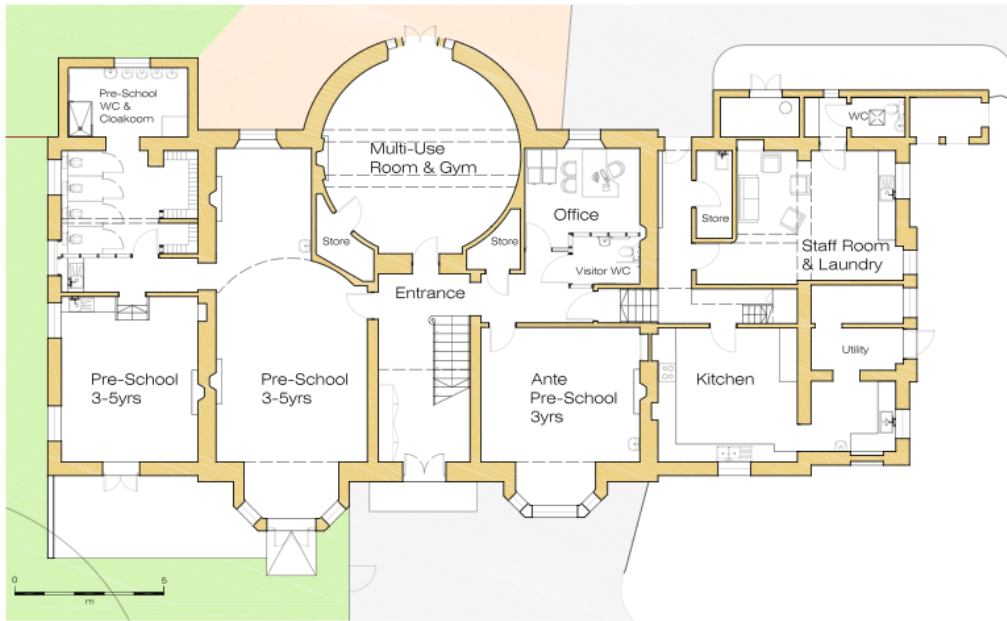 Pre-School
WC &
Cloakoom
Multi-Use
Room & Gym
WC
Office
Store
Store
Store
Visitor WC
Staff Room
& Laundry
Entrance
Pre-School
3-5yrs
Pre-School
3-5yrs
Ante
Pre-School
3yrs
Kitchen
Utility
0
5
m